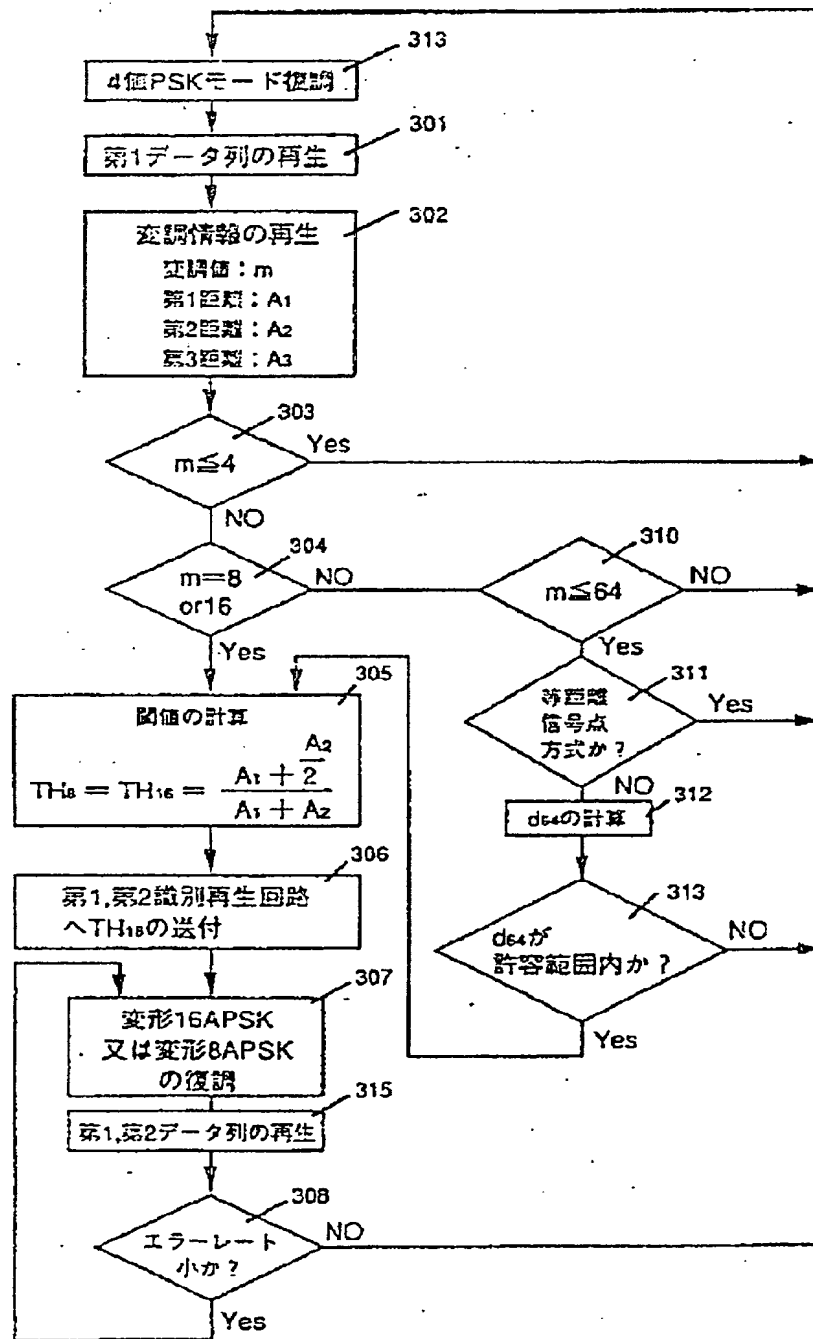 313
4値PSKモード復調
301
第1データ列の再生
302
変調情報の再生
変調値：m
第1距離：A1
第2距離：A2
第3距離：A3
303
m≦4
Yes
NO
304
m=8
or16
NO
Yes
310
m≦64
NO
Yes
311
等距離
信号点
方式か？
Yes
NO
312
d64の計算
313
d64が
許容範囲内か？
NO
Yes
305
閾値の計算
TH8 = TH16 = (A1 + A2/2) / (A1 + A2)
306
第1,第2識別再生回路
へTH16の送付
307
変形16APSK
又は変形8APSK
の復調
315
第1,第2データ列の再生
308
エラーレート
小か？
NO
Yes